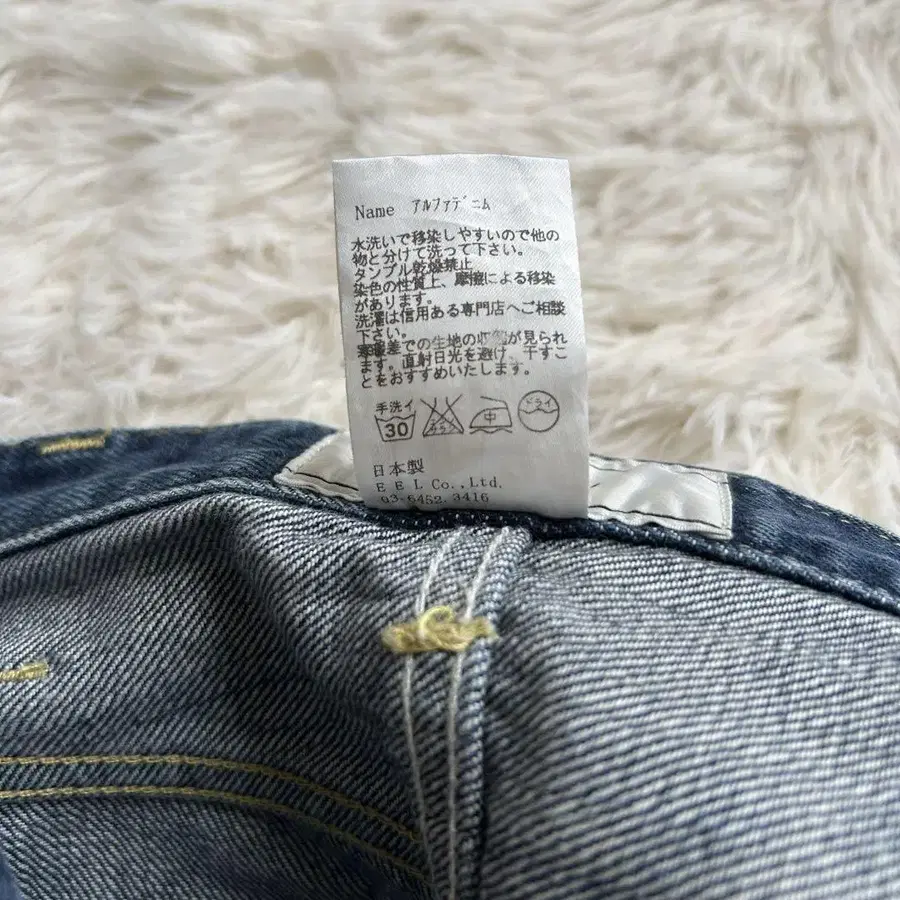 Name ｱﾙﾌｧﾃﾞﾆﾑ
水洗いで移染しやすいので他の
物と分けて洗って下さい。
タンブル乾燥禁止
染色の性質上、摩擦による移染
があります。
洗濯は信用ある専門店へご相談
下さい。
差での生地の収が見られ
ます。直射日光を避け、干すこ
とをおすすめいたします。
手洗イ 30 中 ドライ
日本製
E E L Co.,Ltd.
03-5452.3416